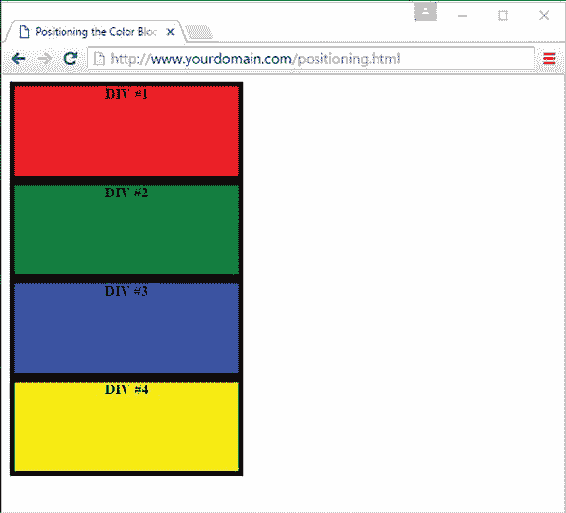 Positioning the Color Bloc
http://www.yourdomain.com/positioning.html
DIV #1
DIV #2
DIV #3
DIV #4